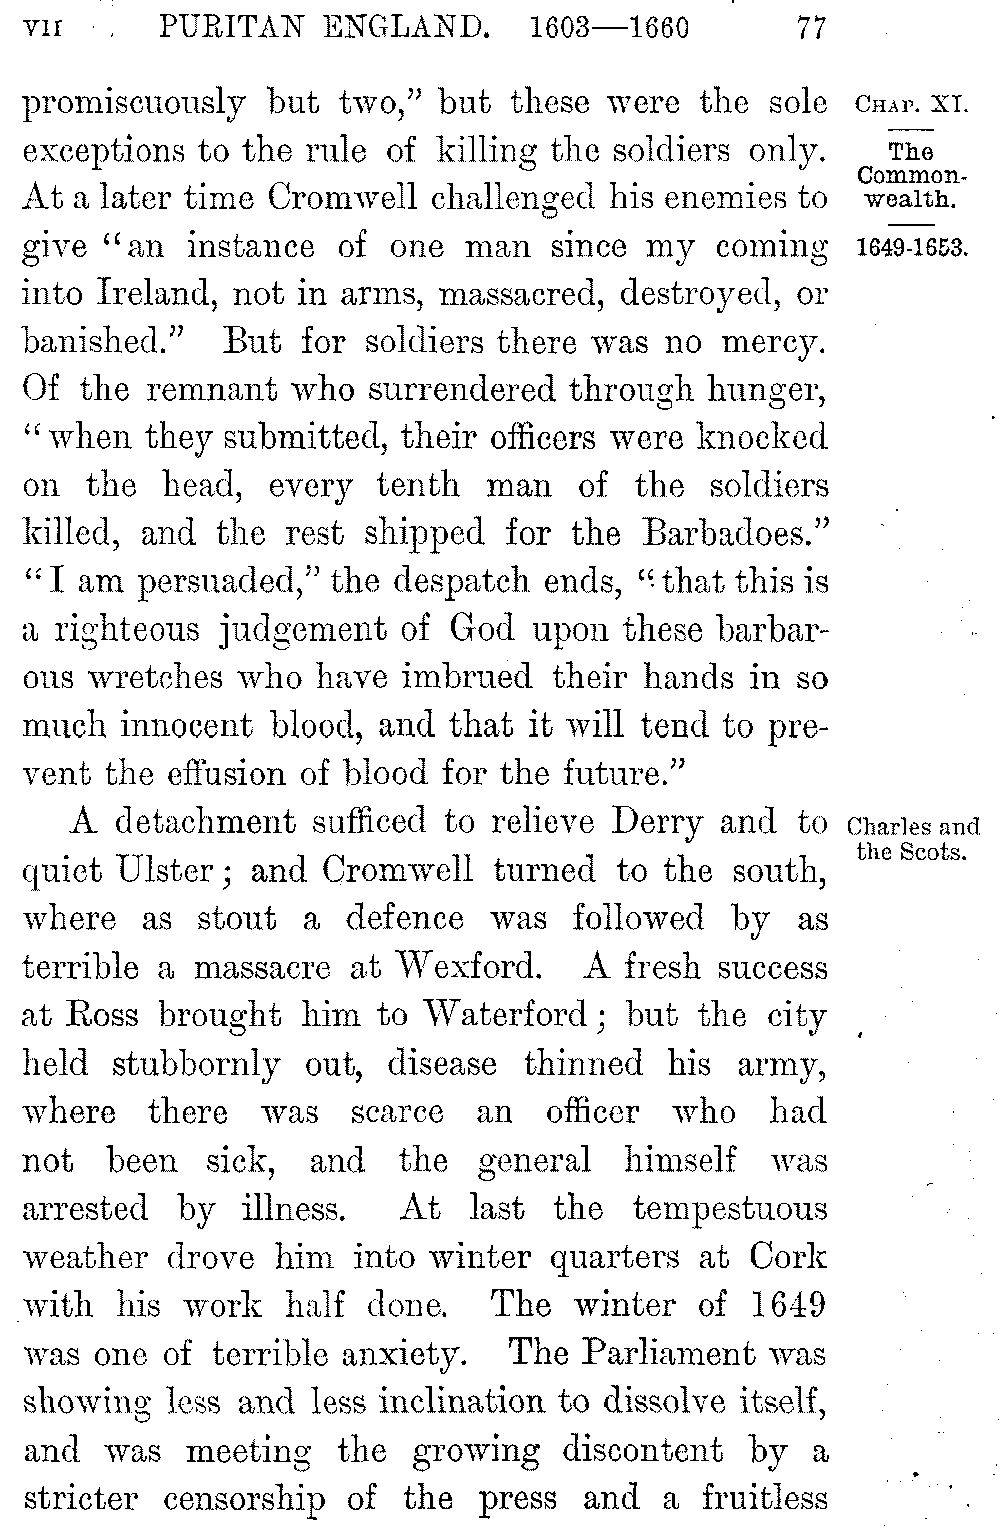 VII PURITAN ENGLAND. 1603—1660 77
promiscuously but two,” but these were the sole
exceptions to the rule of killing the soldiers only.
At a later time Cromwell challenged his enemies to
give “an instance of one man since my coming
into Ireland, not in arms, massacred, destroyed, or
banished.” But for soldiers there was no mercy.
Of the remnant who surrendered through hunger,
“when they submitted, their officers were knocked
on the head, every tenth man of the soldiers
killed, and the rest shipped for the Barbadoes.”
“I am persuaded,” the despatch ends, “that this is
a righteous judgement of God upon these barbar-
ous wretches who have imbrued their hands in so
much innocent blood, and that it will tend to pre-
vent the effusion of blood for the future.”
A detachment sufficed to relieve Derry and to
quiet Ulster; and Cromwell turned to the south,
where as stout a defence was followed by as
terrible a massacre at Wexford. A fresh success
at Ross brought him to Waterford; but the city
held stubbornly out, disease thinned his army,
where there was scarce an officer who had
not been sick, and the general himself was
arrested by illness. At last the tempestuous
weather drove him into winter quarters at Cork
with his work half done. The winter of 1649
was one of terrible anxiety. The Parliament was
showing less and less inclination to dissolve itself,
and was meeting the growing discontent by a
stricter censorship of the press and a fruitless
CHAP. XI.
The
Common-
wealth.
1649-1653.
Charles and
the Scots.